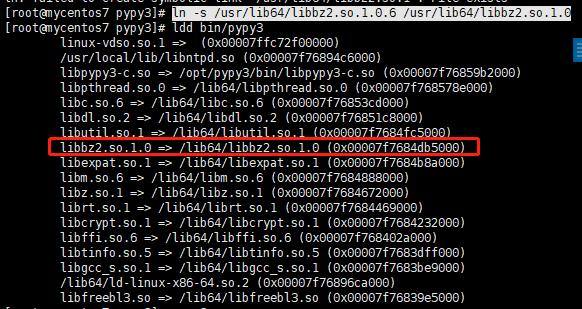 [root@mycentos7 pypy3]# ln -s /usr/lib64/libbz2.so.1.0.6 /usr/lib64/libbz2.so.1.0
[root@mycentos7 pypy3]# ldd bin/pypy3
linux-vdso.so.1 => (0x00007ffc72f00000)
/usr/local/lib/libntpd.so (0x00007f76894c6000)
libpypy3-c.so => /opt/pypy3/bin/libpypy3-c.so (0x00007f76859b2000)
libpthread.so.0 => /lib64/libpthread.so.0 (0x00007f768578e000)
libc.so.6 => /lib64/libc.so.6 (0x00007f76853cd000)
libdl.so.2 => /lib64/libdl.so.2 (0x00007f76851c8000)
libutil.so.1 => /lib64/libutil.so.1 (0x00007f7684fc5000)
libbz2.so.1.0 => /lib64/libbz2.so.1.0 (0x00007f7684db5000)
libexpat.so.1 => /lib64/libexpat.so.1 (0x00007f7684b8a000)
libm.so.6 => /lib64/libm.so.6 (0x00007f7684888000)
libz.so.1 => /lib64/libz.so.1 (0x00007f7684672000)
librt.so.1 => /lib64/librt.so.1 (0x00007f7684469000)
libcrypt.so.1 => /lib64/libcrypt.so.1 (0x00007f7684232000)
libffi.so.6 => /lib64/libffi.so.6 (0x00007f768402a000)
libtinfo.so.5 => /lib64/libtinfo.so.5 (0x00007f7683dff000)
libgcc_s.so.1 => /lib64/libgcc_s.so.1 (0x00007f7683be9000)
/lib64/ld-linux-x86-64.so.2 (0x00007f76896ca000)
libfreebl3.so => /lib64/libfreebl3.so (0x00007f76839e5000)